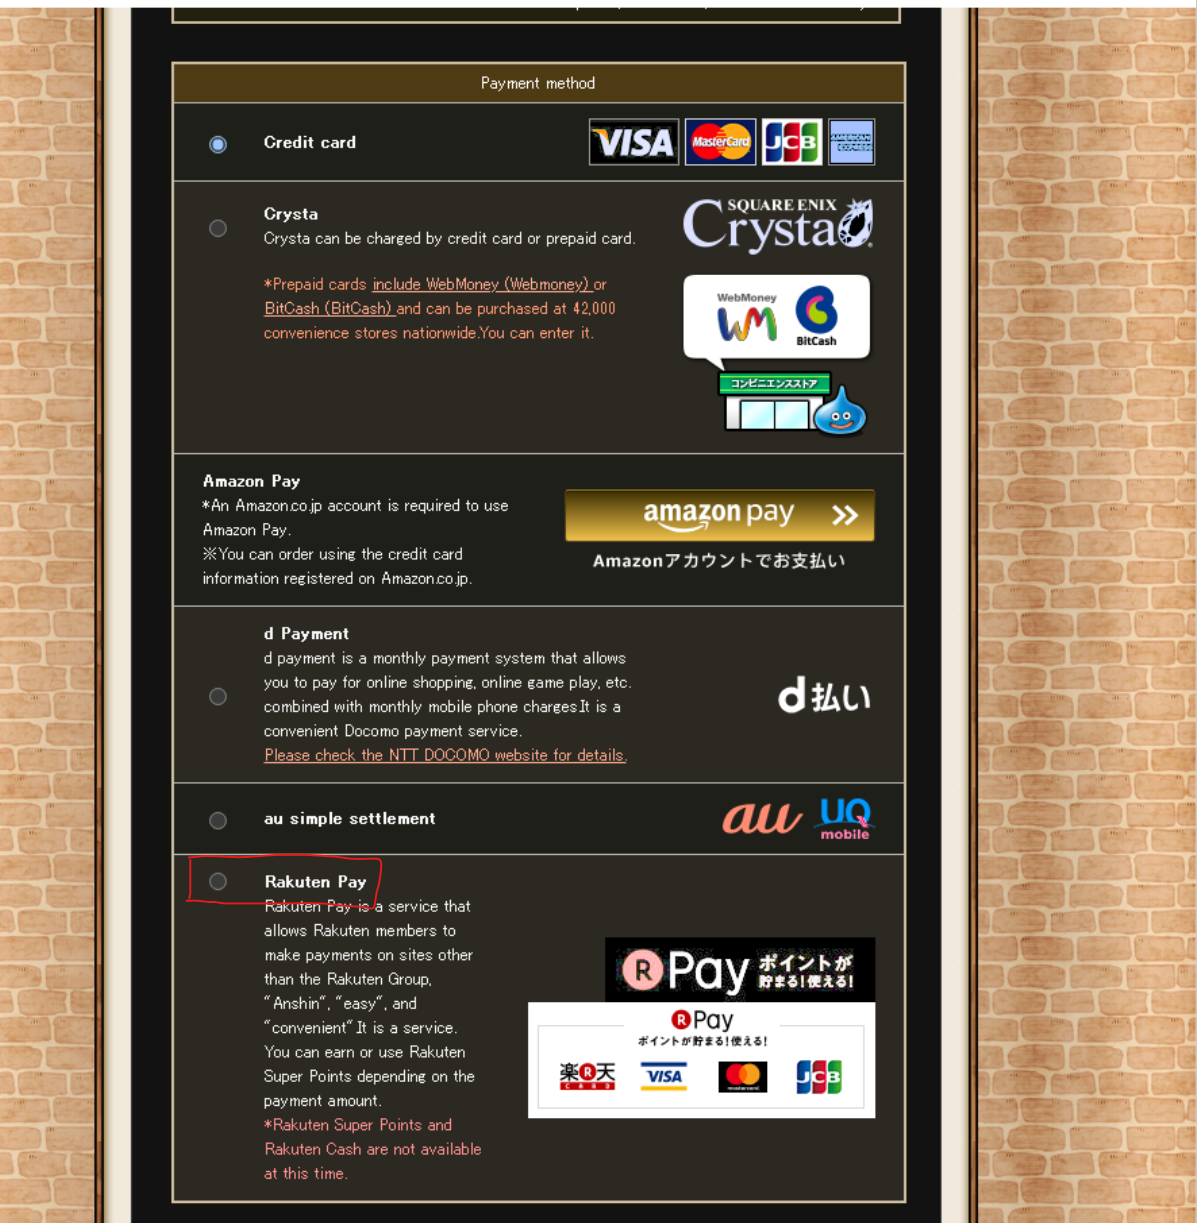 Payment method
Credit card
VISA MasterCard JCB AMERICAN EXPRESS
Crysta
Crysta can be charged by credit card or prepaid card.
SQUARE ENIX
Crysta
*Prepaid cards include WebMoney (Webmoney) or
BitCash (BitCash) and can be purchased at 42,000
convenience stores nationwide.You can enter it.
WebMoney
WM
BitCash
コンビニエンスストア
Amazon Pay
*An Amazon.co.jp account is required to use
Amazon Pay.
※You can order using the credit card
information registered on Amazon.co.jp.
amazon pay
Amazonアカウントでお支払い
d Payment
d payment is a monthly payment system that allows
you to pay for online shopping, online game play, etc.
combined with monthly mobile phone charges.It is a
convenient Docomo payment service.
Please check the NTT DOCOMO website for details.
d払い
au simple settlement
au UQ
mobile
Rakuten Pay
Rakuten Pay is a service that
allows Rakuten members to
make payments on sites other
than the Rakuten Group,
"Anshin", "easy", and
"convenient".It is a service.
You can earn or use Rakuten
Super Points depending on the
payment amount.
*Rakuten Super Points and
Rakuten Cash are not available
at this time.
R Pay ポイントが
貯まる!使える!
R Pay
ポイントが貯まる!使える!
楽R天 VISA mastercard JCB
CARD